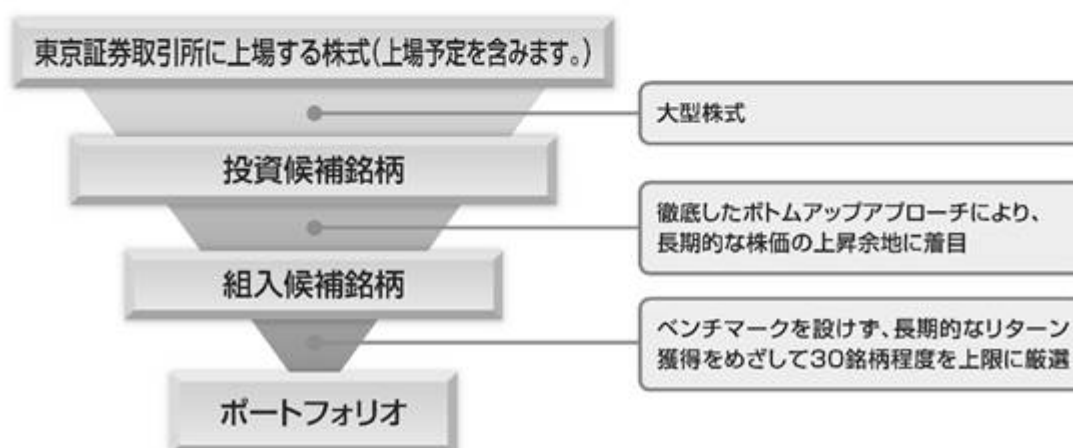 東京証券取引所に上場する株式(上場予定を含みます。)
大型株式
投資候補銘柄
徹底したボトムアップアプローチにより、
長期的な株価の上昇余地に着目
組入候補銘柄
ベンチマークを設けず、長期的なリターン
獲得をめざして30銘柄程度を上限に厳選
ポートフォリオ